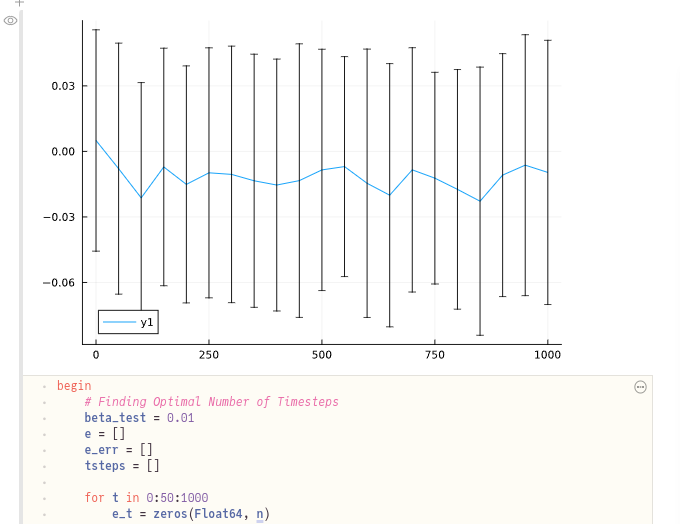 0.03
0.00
−0.03
−0.06
y1
0 250 500 750 1000
begin
# Finding Optimal Number of Timesteps
beta_test = 0.01
e = []
e_err = []
tsteps = []
for t in 0:50:1000
e_t = zeros(Float64, n)